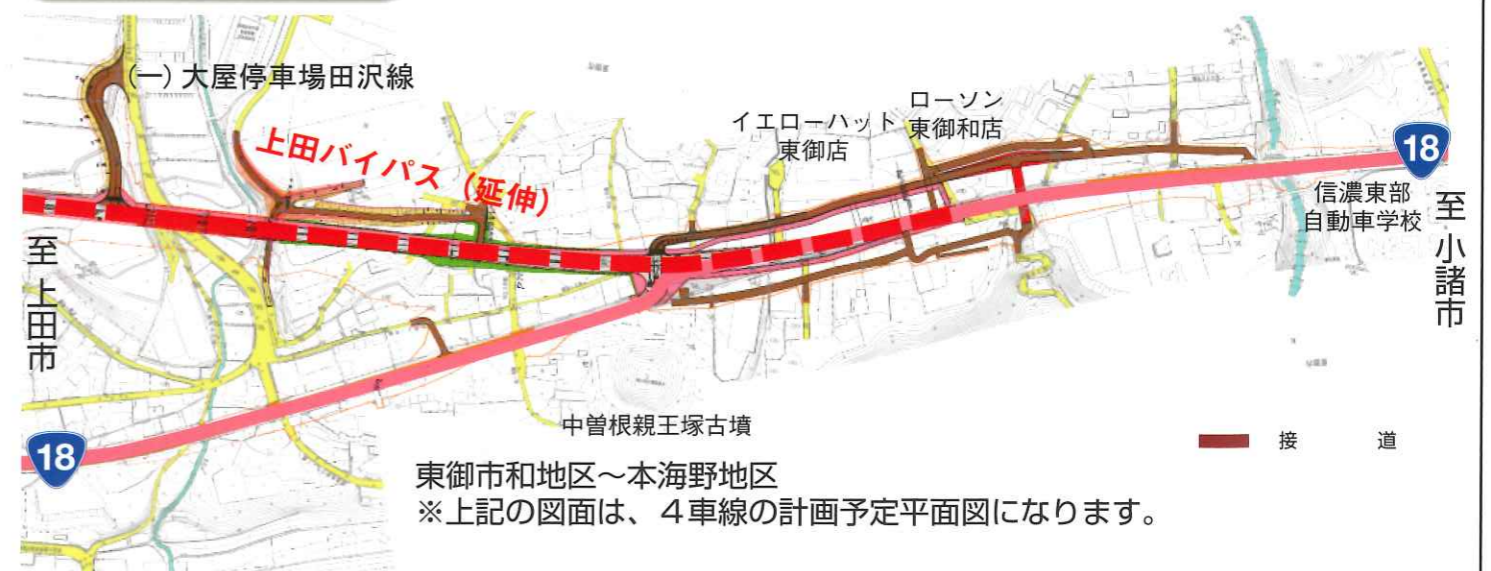 (一) 大屋停車場田沢線
上田バイパス (延伸)
イエローハット
東御店
ローソン
東御和店
18
信濃東部
自動車学校
至小諸市
至上田市
18
中曽根親王塚古墳
接 道
東御市和地区～本海野地区
※上記の図面は、４車線の計画予定平面図になります。